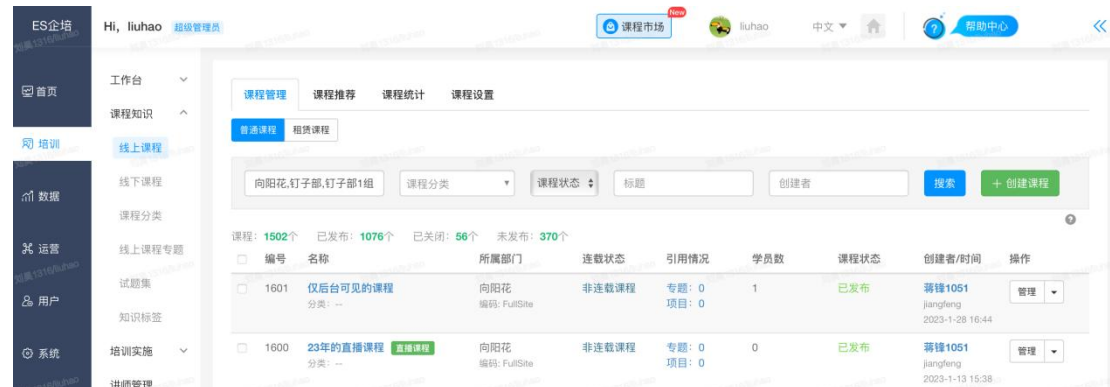 ES企培
Hi, liuhao 超级管理员
New
课程市场
liuhao
中文
帮助中心
首页
培训
数据
运营
用户
系统
工作台
课程知识
线上课程
线下课程
课程分类
线上课程专题
试题集
知识标签
培训实施
讲师管理
课程管理 课程推荐 课程统计 课程设置
普通课程 租赁课程
向阳花,钉子部,钉子部1组 课程分类 课程状态 标题 创建者 搜索 + 创建课程
课程: 1502个 已发布: 1076个 已关闭: 56个 未发布: 370个
编号 名称 所属部门 连载状态 引用情况 学员数 课程状态 创建者/时间 操作
1601 仅后台可见的课程 向阳花 非连载课程 专题: 0 1 已发布 蒋锋1051 管理
分类: -- 编码: FullSite 项目: 0 jiangfeng
2023-1-28 16:44
1600 23年的直播课程 直播课程 向阳花 非连载课程 专题: 0 0 已发布 蒋锋1051 管理
分类: -- 编码: FullSite 项目: 0 jiangfeng
2023-1-13 15:38